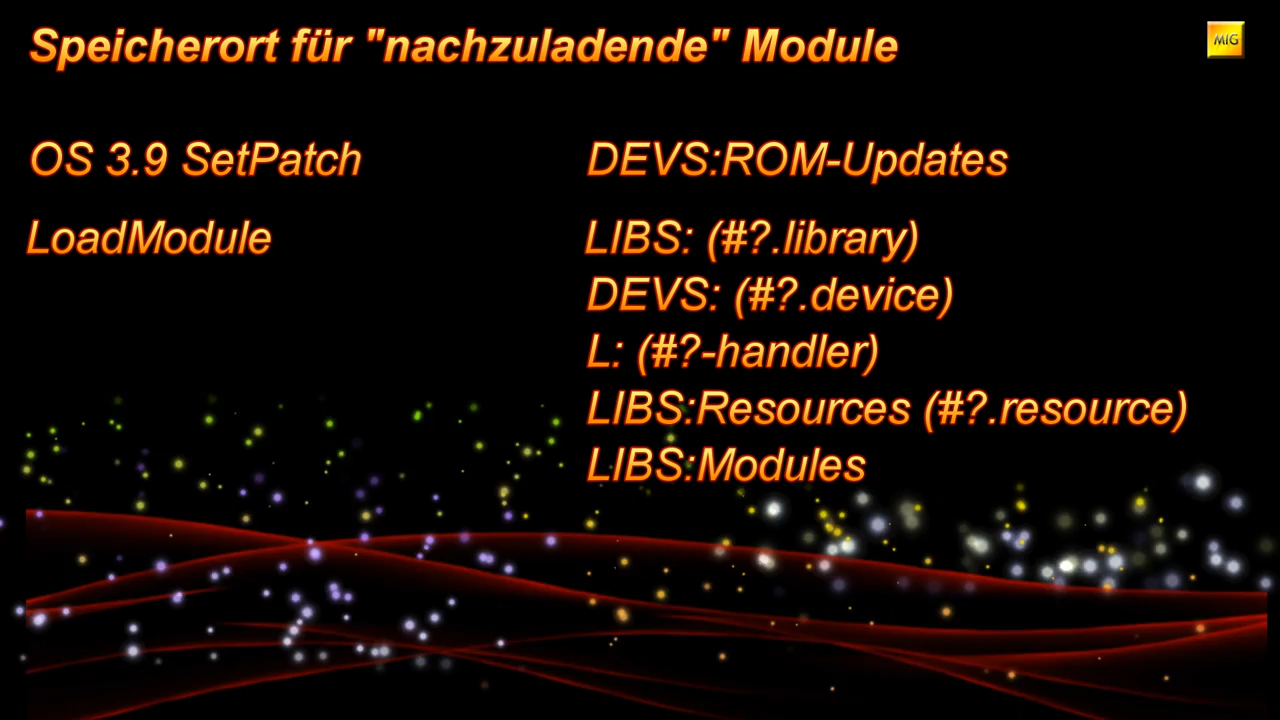 Speicherort für "nachzuladende" Module
MIG
OS 3.9 SetPatch DEVS:ROM-Updates
LoadModule LIBS: (#?.library)
DEVS: (#?.device)
L: (#?-handler)
LIBS:Resources (#?.resource)
LIBS:Modules